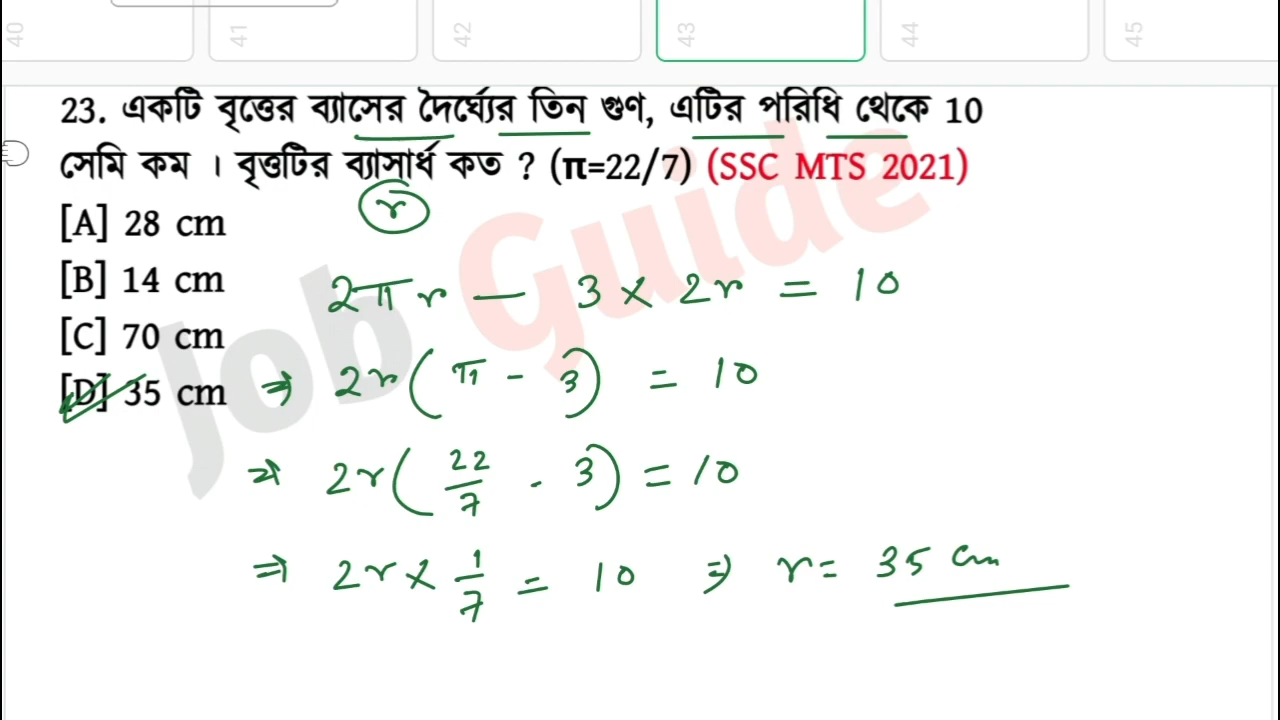 40 41 42 43 44 45
23. একটি বৃত্তের ব্যাসের দৈর্ঘ্যের তিন গুণ, এটির পরিধি থেকে 10
সেমি কম । বৃত্তটির ব্যাসার্ধ কত ? (π=22/7) (SSC MTS 2021)
r
[A] 28 cm
[B] 14 cm
2πr — 3 × 2r = 10
[C] 70 cm
[D] 35 cm
⇒ 2r(π - 3) = 10
⇒ 2r(22/7 - 3) = 10
⇒ 2r × 1/7 = 10 ⇒ r = 35 cm
Job Guide